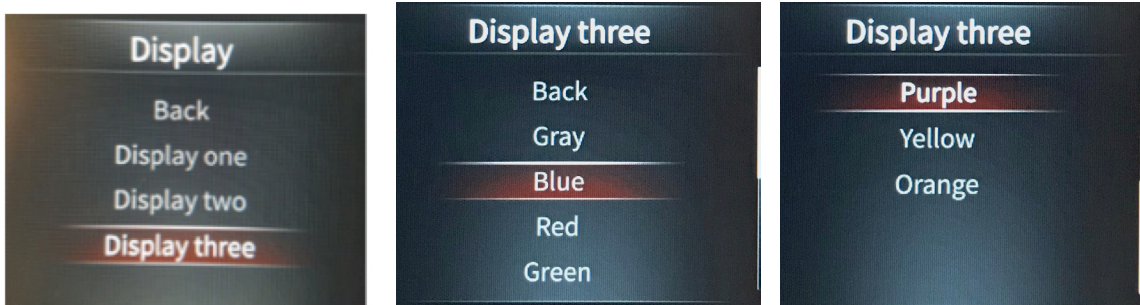 Display
Back
Display one
Display two
Display three
Display three
Back
Gray
Blue
Red
Green
Display three
Purple
Yellow
Orange